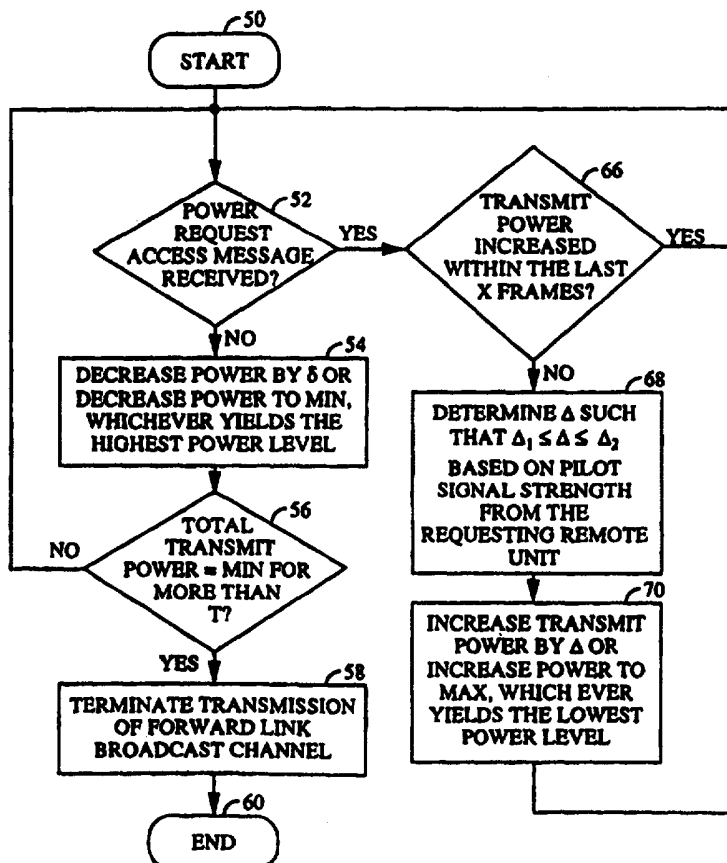 50
START
52
POWER
REQUEST
ACCESS MESSAGE
RECEIVED?
YES
NO
66
TRANSMIT
POWER
INCREASED
WITHIN THE LAST
X FRAMES?
YES
NO
54
DECREASE POWER BY δ OR
DECREASE POWER TO MIN,
WHICHEVER YIELDS THE
HIGHEST POWER LEVEL
68
DETERMINE Δ SUCH
THAT Δ₁ ≤ Δ ≤ Δ₂
BASED ON PILOT
SIGNAL STRENGTH
FROM THE
REQUESTING REMOTE
UNIT
56
TOTAL
TRANSMIT
POWER = MIN FOR
MORE THAN
T?
NO
YES
70
INCREASE TRANSMIT
POWER BY Δ OR
INCREASE POWER TO
MAX, WHICH EVER
YIELDS THE LOWEST
POWER LEVEL
58
TERMINATE TRANSMISSION
OF FORWARD LINK
BROADCAST CHANNEL
60
END